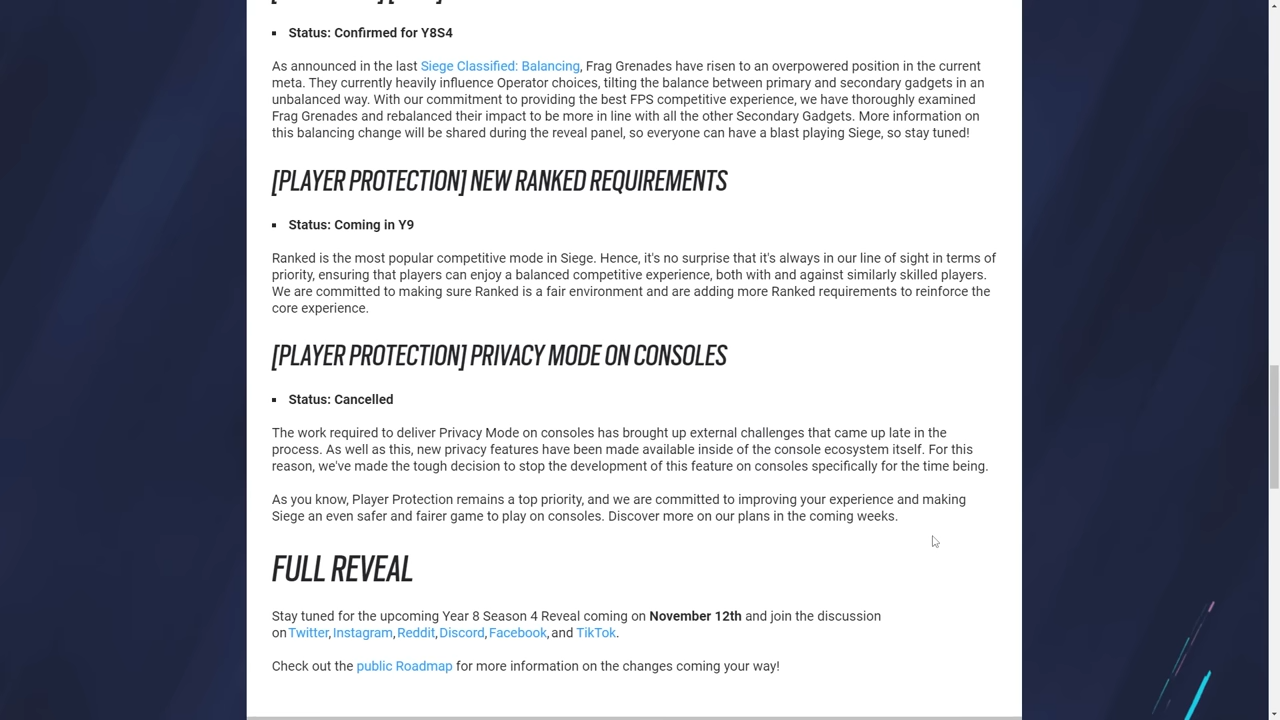 Status: Confirmed for Y8S4
As announced in the last Siege Classified: Balancing, Frag Grenades have risen to an overpowered position in the current
meta. They currently heavily influence Operator choices, tilting the balance between primary and secondary gadgets in an
unbalanced way. With our commitment to providing the best FPS competitive experience, we have thoroughly examined
Frag Grenades and rebalanced their impact to be more in line with all the other Secondary Gadgets. More information on
this balancing change will be shared during the reveal panel, so everyone can have a blast playing Siege, so stay tuned!
[PLAYER PROTECTION] NEW RANKED REQUIREMENTS
Status: Coming in Y9
Ranked is the most popular competitive mode in Siege. Hence, it's no surprise that it's always in our line of sight in terms of
priority, ensuring that players can enjoy a balanced competitive experience, both with and against similarly skilled players.
We are committed to making sure Ranked is a fair environment and are adding more Ranked requirements to reinforce the
core experience.
[PLAYER PROTECTION] PRIVACY MODE ON CONSOLES
Status: Cancelled
The work required to deliver Privacy Mode on consoles has brought up external challenges that came up late in the
process. As well as this, new privacy features have been made available inside of the console ecosystem itself. For this
reason, we've made the tough decision to stop the development of this feature on consoles specifically for the time being.
As you know, Player Protection remains a top priority, and we are committed to improving your experience and making
Siege an even safer and fairer game to play on consoles. Discover more on our plans in the coming weeks.
FULL REVEAL
Stay tuned for the upcoming Year 8 Season 4 Reveal coming on November 12th and join the discussion
on Twitter, Instagram, Reddit, Discord, Facebook, and TikTok.
Check out the public Roadmap for more information on the changes coming your way!